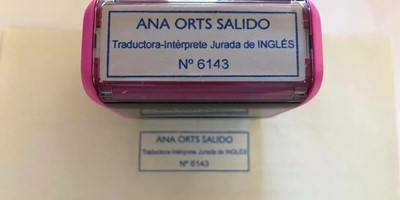 ANA ORTS SALIDO
Traductora-Intérprete Jurada de INGLÉS
Nº 6143
ANA ORTS SALIDO
Traductora-Intérprete Jurada de INGLÉS
Nº 6143